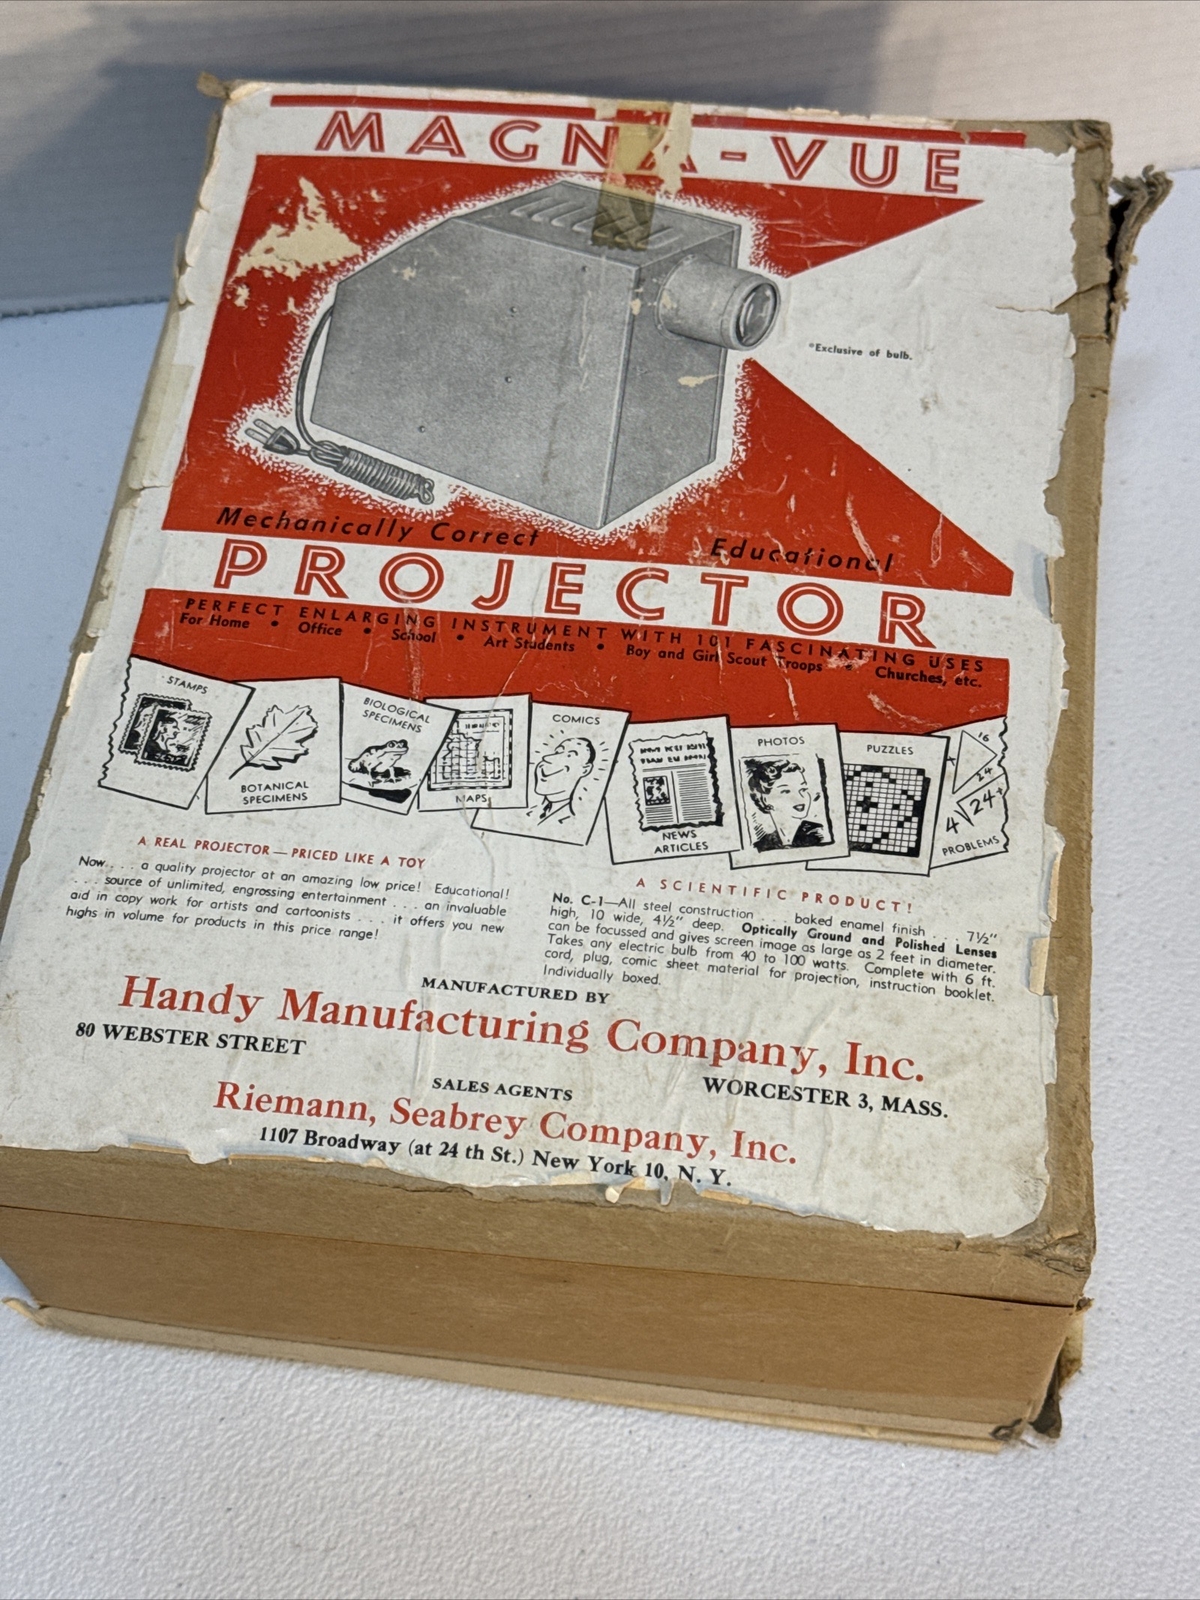 MAGNA-VUE
*Exclusive of bulb.
Mechanically Correct
Educational
PROJECTOR
PERFECT ENLARGING INSTRUMENT WITH 101 FASCINATING USES
For Home • Office • School • Art Students • Boy and Girl Scout Troops • Churches, etc.
STAMPS
BOTANICAL
SPECIMENS
BIOLOGICAL
SPECIMENS
MAPS
COMICS
NEWS
ARTICLES
PHOTOS
PUZZLES
16
24
4
24+
PROBLEMS
A REAL PROJECTOR — PRICED LIKE A TOY
Now . . . a quality projector at an amazing low price! Educational!
. . . source of unlimited, engrossing entertainment . . . an invaluable
aid in copy work for artists and cartoonists . . . it offers you new
highs in volume for products in this price range!
A SCIENTIFIC PRODUCT!
No. C-1—All steel construction . . . baked enamel finish . . . 7½"
high, 10 wide, 4½" deep. Optically Ground and Polished Lenses
can be focussed and gives screen image as large as 2 feet in diameter.
Takes any electric bulb from 40 to 100 watts. Complete with 6 ft.
cord, plug, comic sheet material for projection, instruction booklet.
Individually boxed.
MANUFACTURED BY
Handy Manufacturing Company, Inc.
80 WEBSTER STREET
WORCESTER 3, MASS.
SALES AGENTS
Riemann, Seabrey Company, Inc.
1107 Broadway (at 24 th St.) New York 10, N. Y.